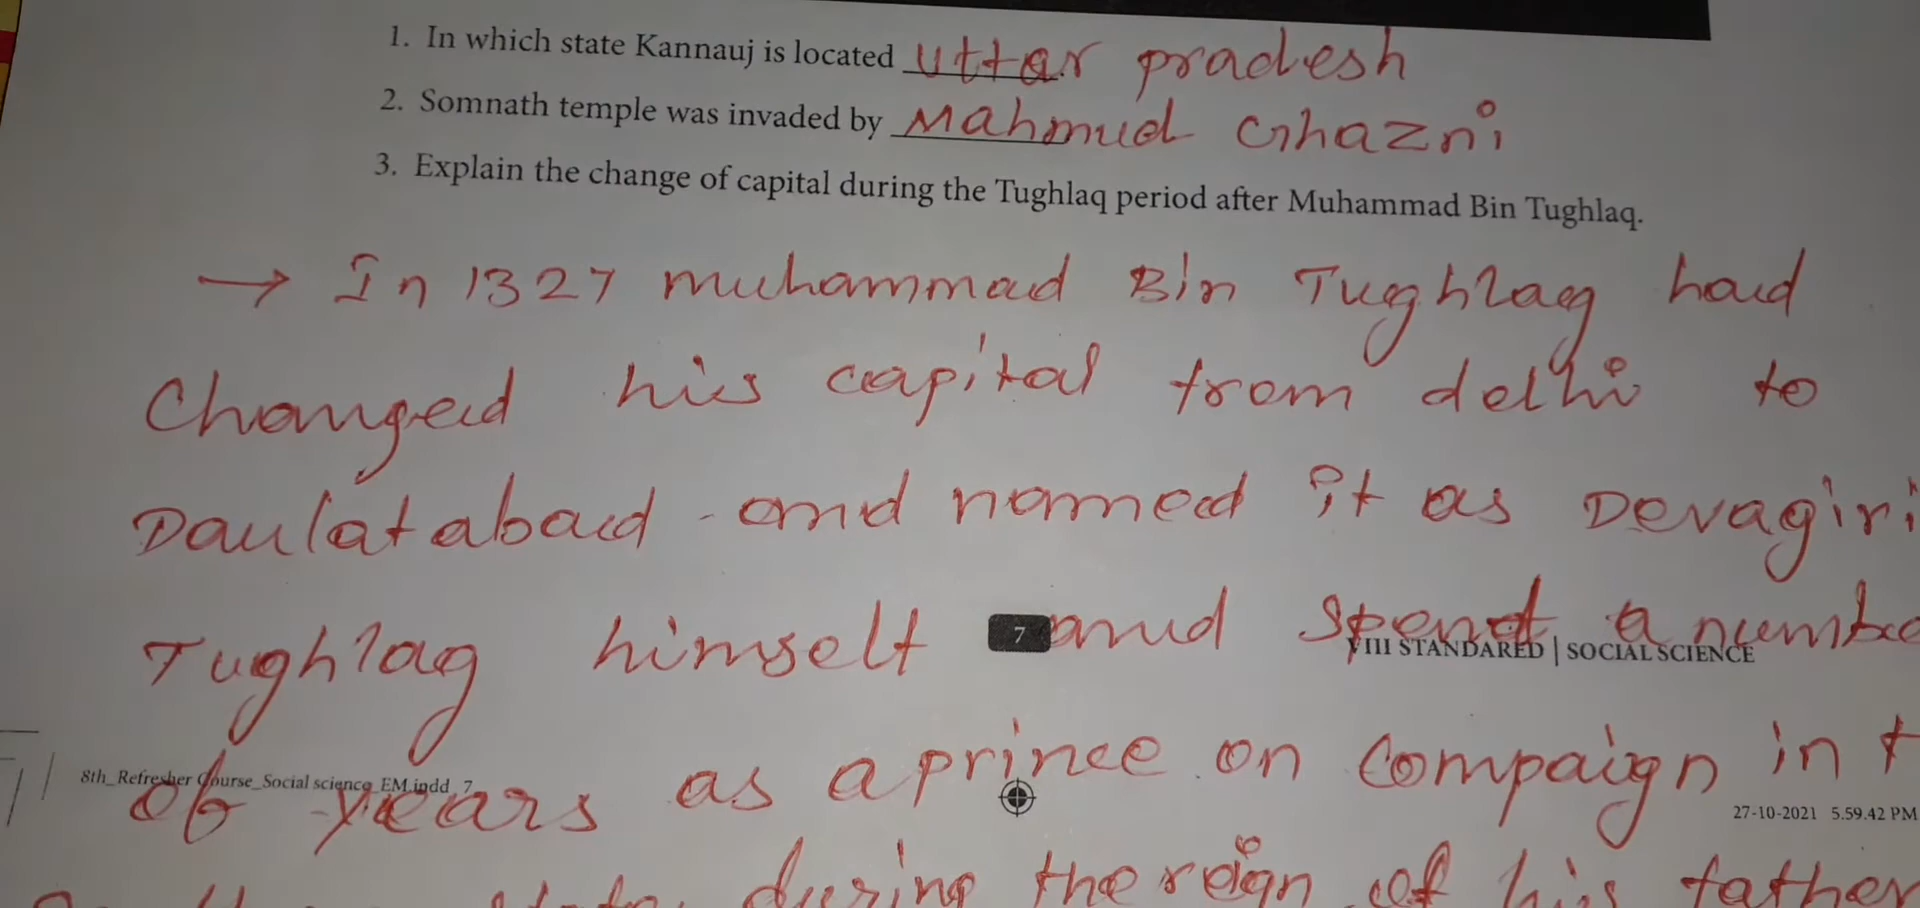 1. In which state Kannauj is located Uttar pradesh
2. Somnath temple was invaded by Mahmud Ghazni
3. Explain the change of capital during the Tughlaq period after Muhammad Bin Tughlaq.
→ In 1327 muhammad Bin Tughlaq had
Changed his capital from delhi to
Daulatabad and named it as Devagiri
Tughlaq himself and spend a numbe
7
VIII STANDARED | SOCIAL SCIENCE
of years as a prince on Compaign in t
8th_Refresher Course_Social science_EM.indd 7
27-10-2021 5.59.42 PM
during the reign of his father